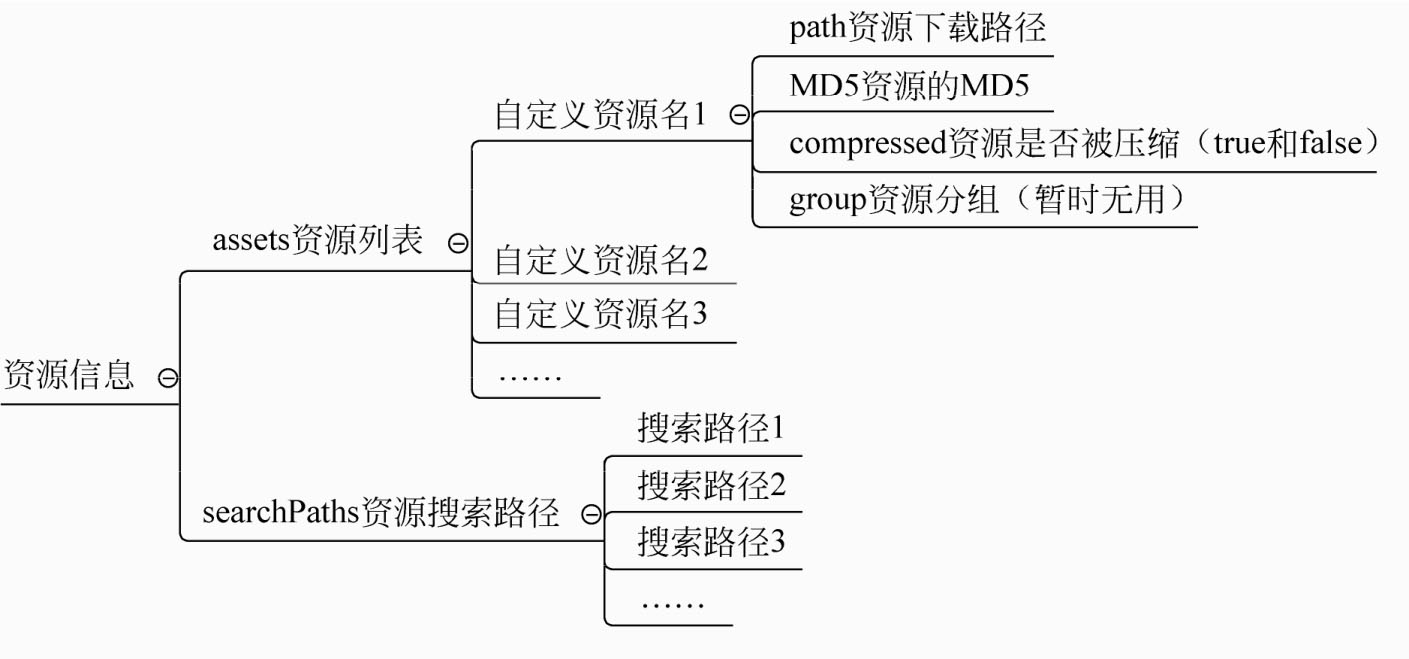 path资源下载路径
MD5资源的MD5
自定义资源名1
compressed资源是否被压缩（true和false）
group资源分组（暂时无用）
assets资源列表
自定义资源名2
自定义资源名3
……
资源信息
搜索路径1
搜索路径2
searchPaths资源搜索路径
搜索路径3
……